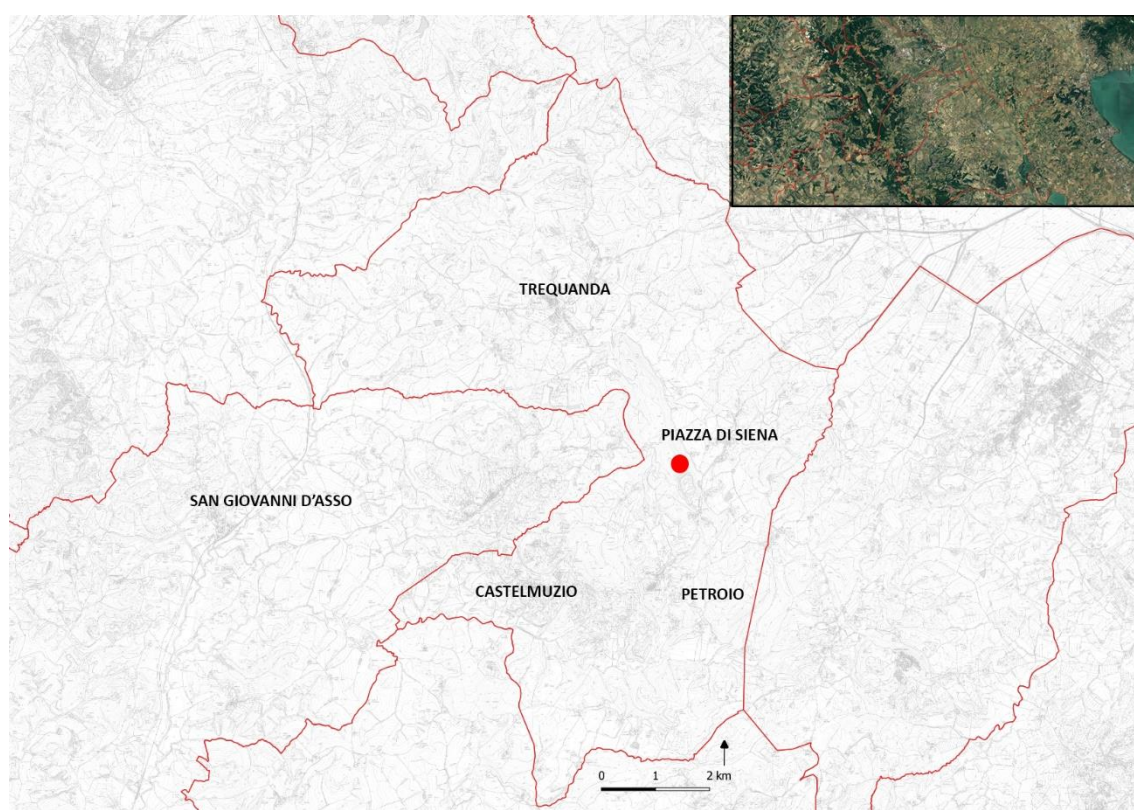 TREQUANDA
PIAZZA DI SIENA
SAN GIOVANNI D'ASSO
CASTELMUZIO
PETROIO
0 1 2 km